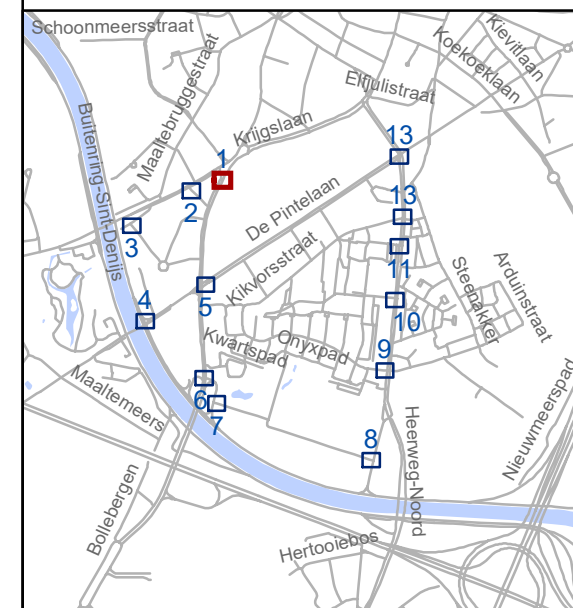 Schoonmeersstraat
Kievitlaan
Koekoeklaan
Maaltebruggestraat
Elfjulistraat
Buitenring-Sint-Denijs
Krijgslaan
13
1
De Pintelaan
2
13
3
Kikvorsstraat
11
Steenakker
Arduinstraat
4
5
10
Kwartspad
Onyxpad
9
Maaltemeers
6
7
Heerweg-Noord
Nieuwmeerspad
8
Bollebergen
Hertooiebos